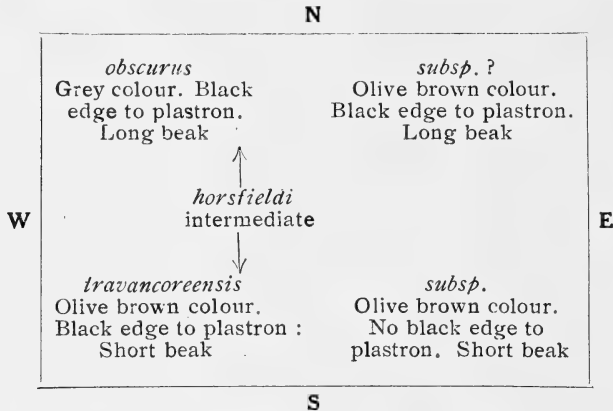 N
obscurus
Grey colour. Black
edge to plastron.
Long beak
subsp. ?
Olive brown colour.
Black edge to plastron.
Long beak
W
horsfieldi
intermediate
E
travancoreensis
Olive brown colour.
Black edge to plastron :
Short beak
subsp.
Olive brown colour.
No black edge to
plastron. Short beak
S